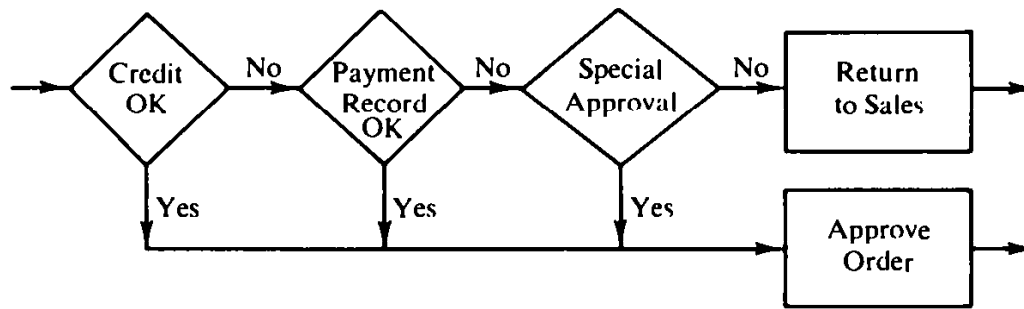 Credit
OK
No
Payment
Record
OK
No
Special
Approval
No
Return
to Sales
Yes
Yes
Yes
Approve
Order